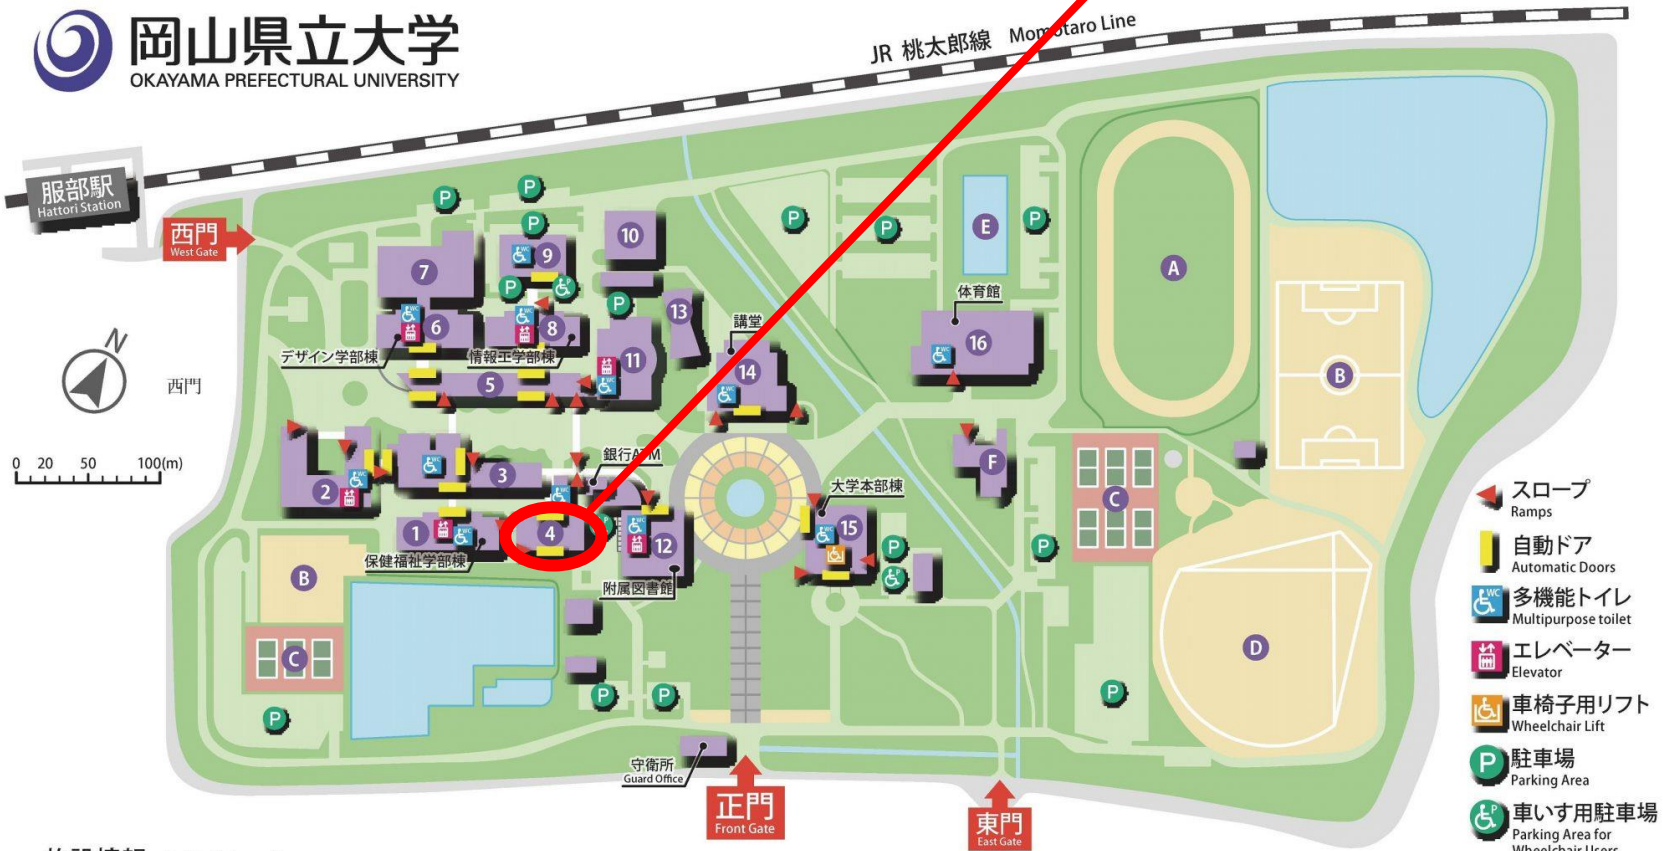 岡山県立大学
OKAYAMA PREFECTURAL UNIVERSITY
JR 桃太郎線 Momotaro Line
服部駅
Hattori Station
西門
West Gate
P
P
P
P
P
E
P
A
10
9
7
P
P
13
体育館
講堂
6
8
11
16
14
B
デザイン学部棟
情報工学部棟
5
N
西門
0 20 50 100(m)
銀行ATM
3
2
F
C
大学本部棟
1
4
12
15
P
P
保健福祉学部棟
附属図書館
B
C
D
P
P
P
P
守衛所
Guard Office
正門
Front Gate
東門
East Gate
スロープ
Ramps
自動ドア
Automatic Doors
WC
多機能トイレ
Multipurpose toilet
エレベーター
Elevator
車椅子用リフト
Wheelchair Lift
P
駐車場
Parking Area
P
車いす用駐車場
Parking Area for
Wheelchair Users